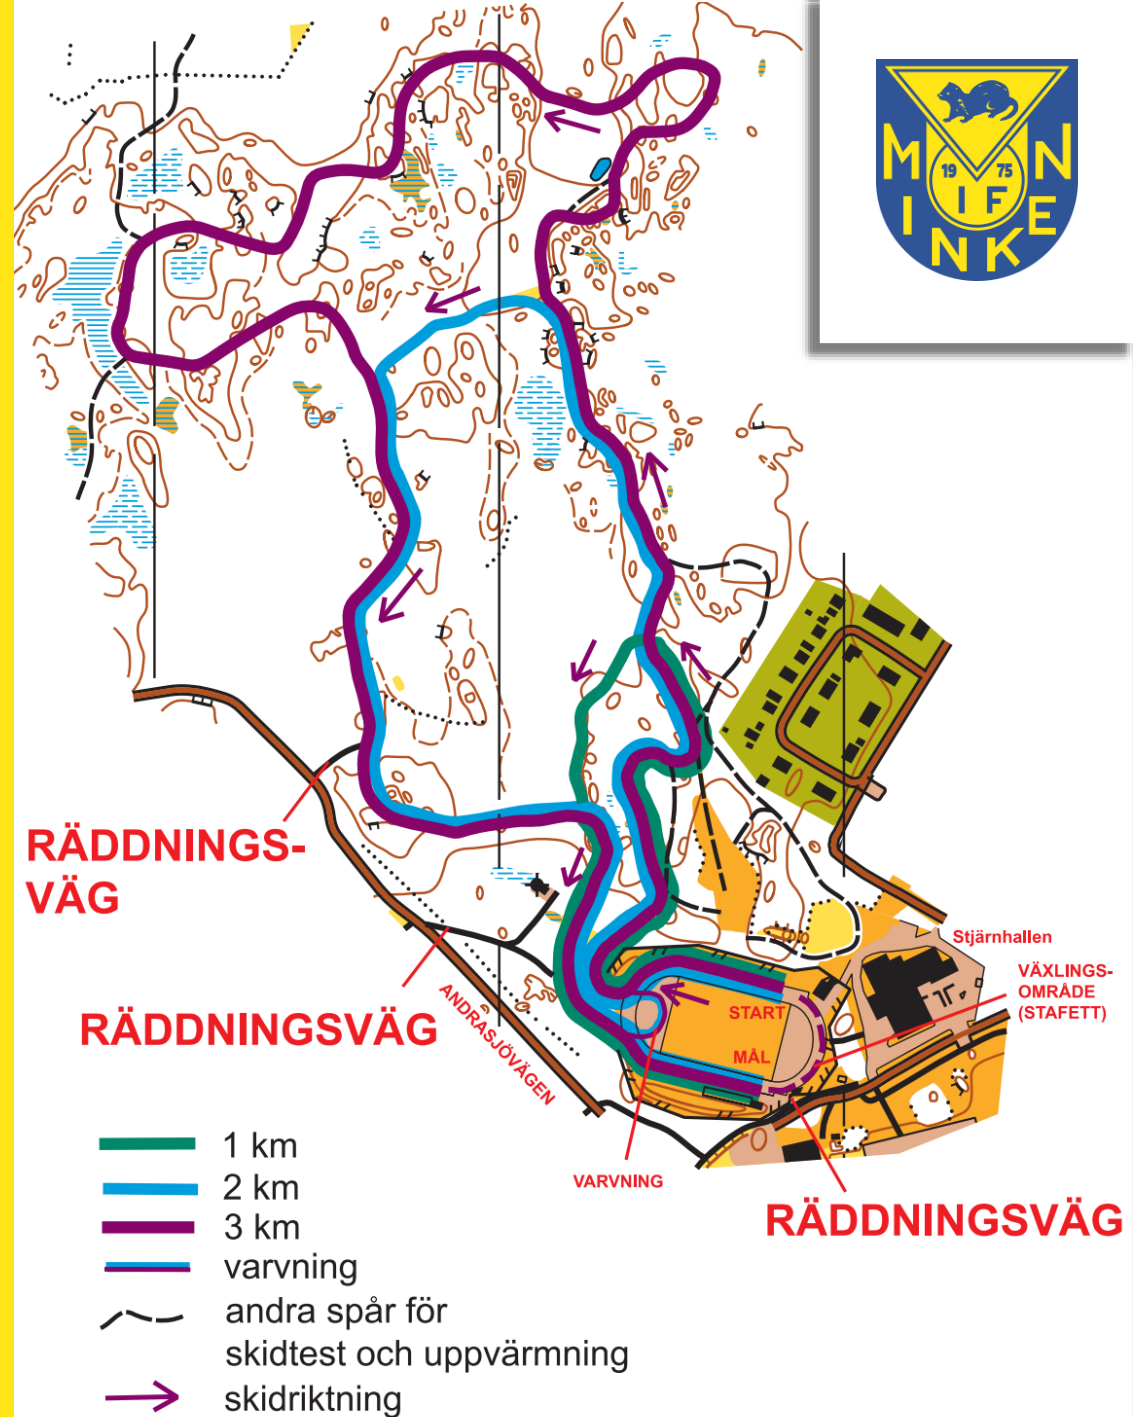 M N
19 75
I F
I E
N K
N
RÄDDNINGS-
VÄG
RÄDDNINGSVÄG
ANDRASJÖVÄGEN
Stjärnhallen
VÄXLINGS-
OMRÅDE
(STAFETT)
START
MÅL
VARVNING
RÄDDNINGSVÄG
1 km
2 km
3 km
varvning
andra spår för
skidtest och uppvärmning
skidriktning